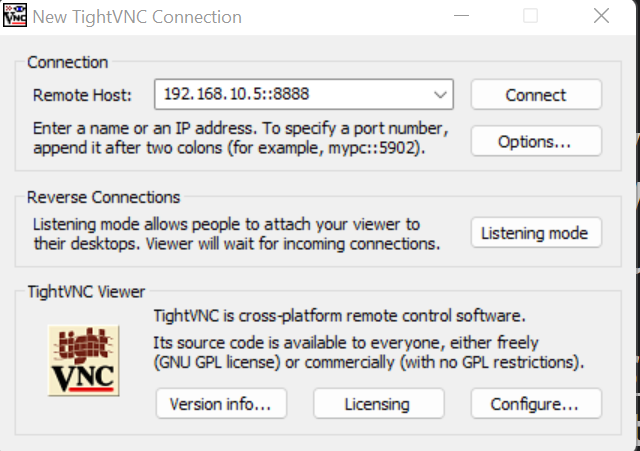 New TightVNC Connection
Connection
Remote Host: 192.168.10.5::8888 Connect
Enter a name or an IP address. To specify a port number,
append it after two colons (for example, mypc::5902).
Options...
Reverse Connections
Listening mode allows people to attach your viewer to
their desktops. Viewer will wait for incoming connections.
Listening mode
TightVNC Viewer
tight
VNC
TightVNC is cross-platform remote control software.
Its source code is available to everyone, either freely
(GNU GPL license) or commercially (with no GPL restrictions).
Version info... Licensing Configure...